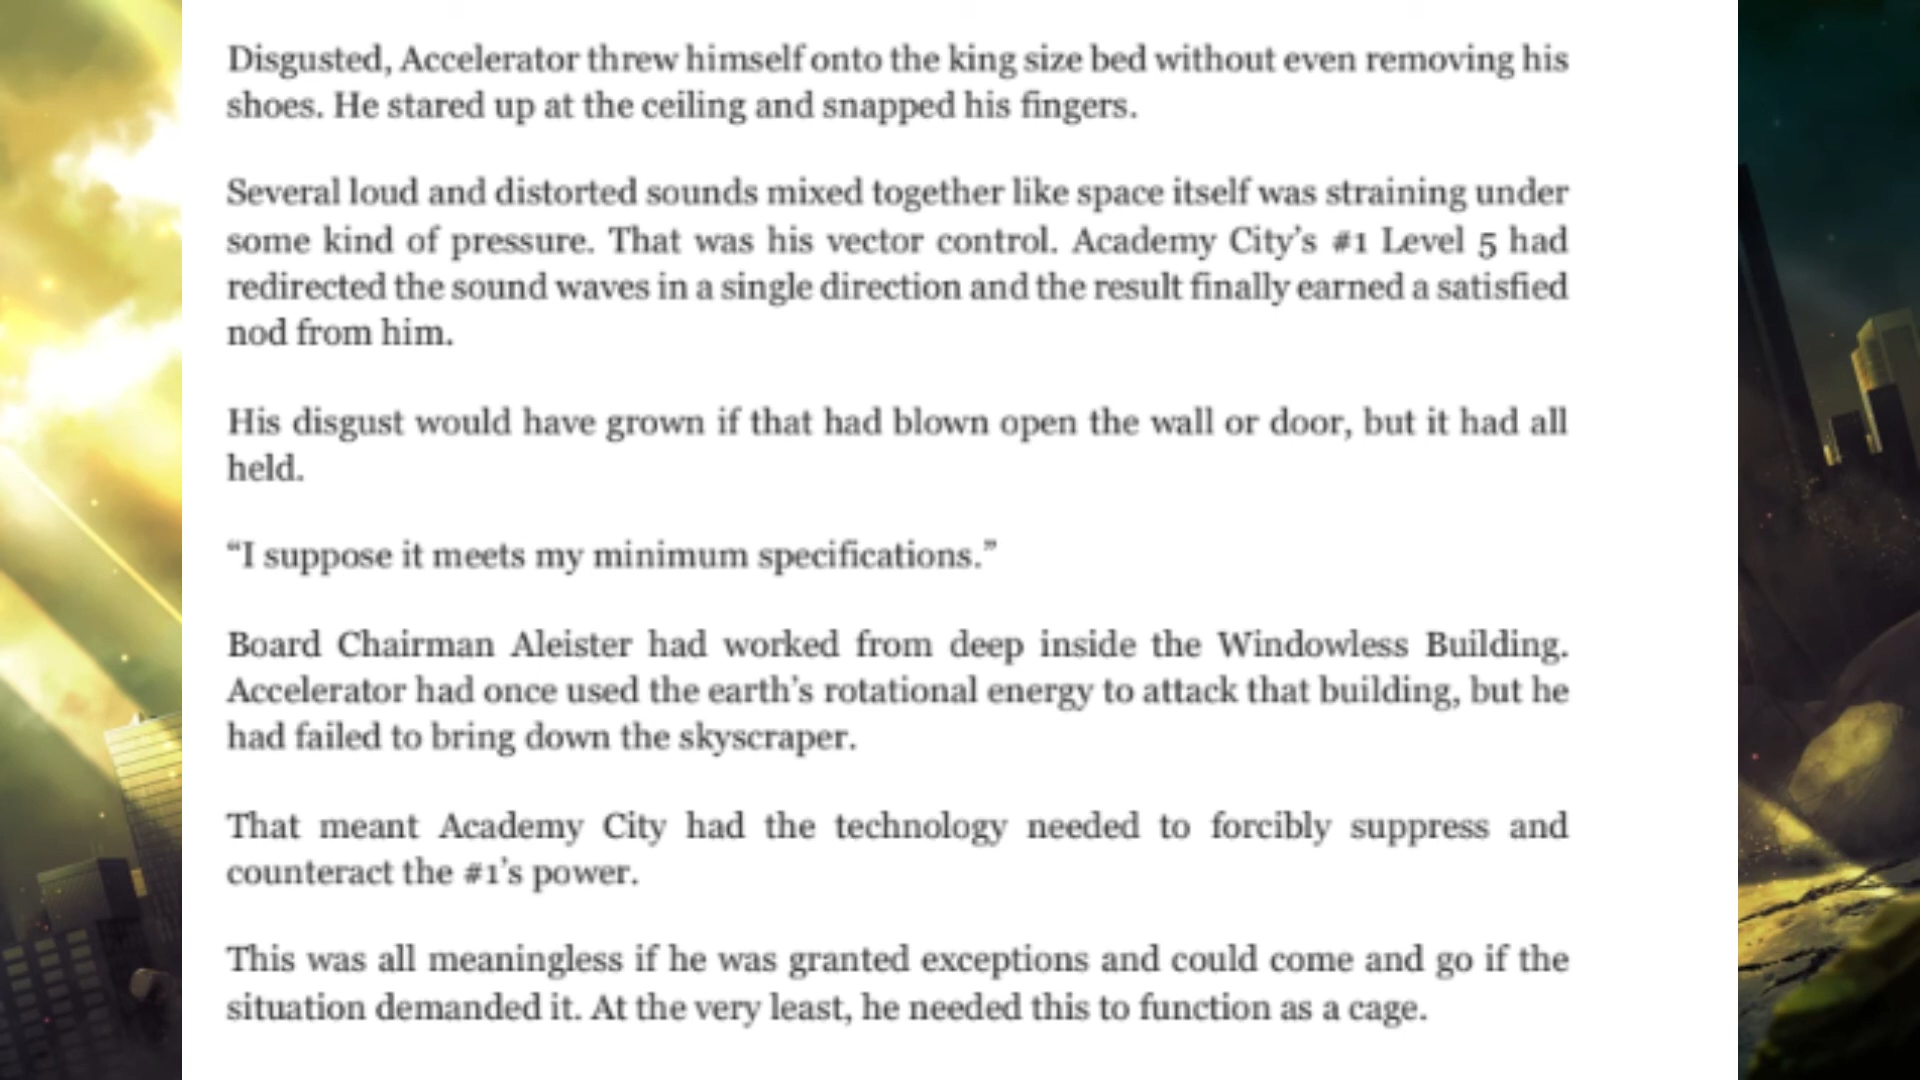 Disgusted, Accelerator threw himself onto the king size bed without even removing his
shoes. He stared up at the ceiling and snapped his fingers.
Several loud and distorted sounds mixed together like space itself was straining under
some kind of pressure. That was his vector control. Academy City’s #1 Level 5 had
redirected the sound waves in a single direction and the result finally earned a satisfied
nod from him.
His disgust would have grown if that had blown open the wall or door, but it had all
held.
“I suppose it meets my minimum specifications.”
Board Chairman Aleister had worked from deep inside the Windowless Building.
Accelerator had once used the earth’s rotational energy to attack that building, but he
had failed to bring down the skyscraper.
That meant Academy City had the technology needed to forcibly suppress and
counteract the #1’s power.
This was all meaningless if he was granted exceptions and could come and go if the
situation demanded it. At the very least, he needed this to function as a cage.